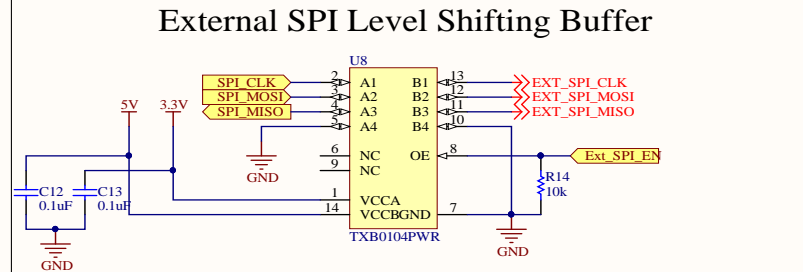 External SPI Level Shifting Buffer
U8
SPI_CLK 2 A1 B1 13 EXT_SPI_CLK
SPI_MOSI 3 A2 B2 12 EXT_SPI_MOSI
SPI_MISO 4 A3 B3 11 EXT_SPI_MISO
5V 3.3V 5 A4 B4 10
6 NC OE 8 Ext_SPI_EN
9 NC
GND
R14
10k
C12 C13
0.1uF 0.1uF
1 VCCA
14 VCCB GND 7
TXB0104PWR
GND GND